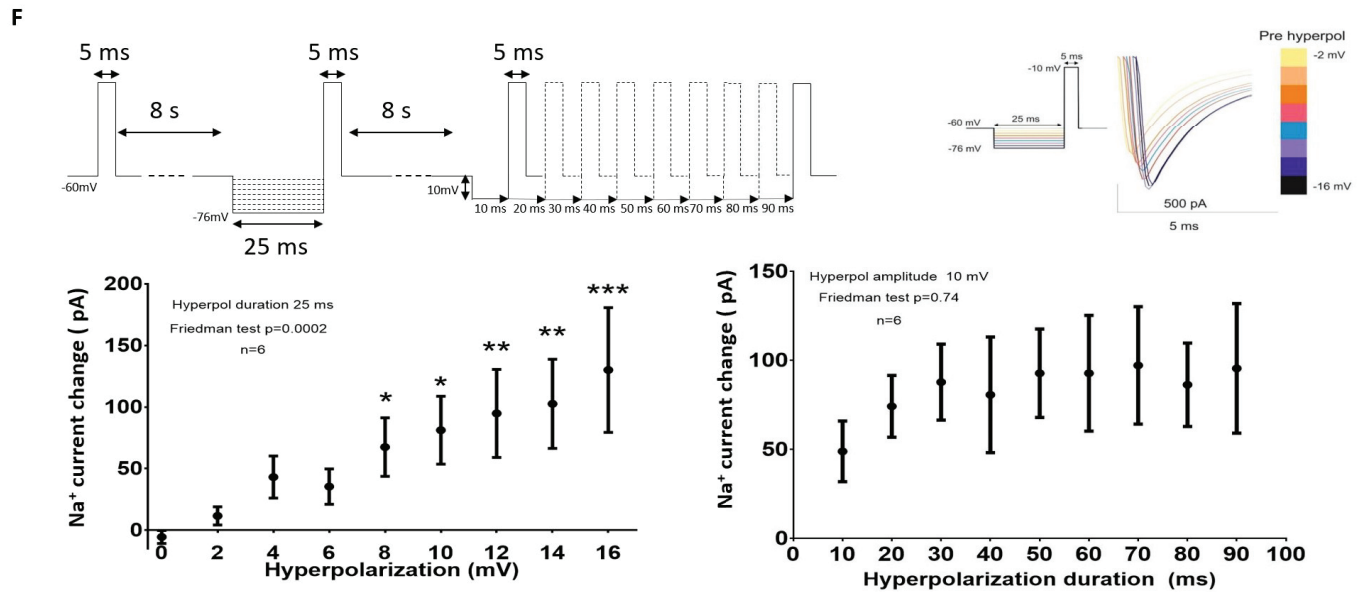 F
5 ms
5 ms
5 ms
8 s
8 s
-60mV
-76mV
25 ms
10mV
10 ms
20 ms
30 ms
40 ms
50 ms
60 ms
70 ms
80 ms
90 ms
Pre hyperpol
-2 mV
-16 mV
5 ms
-10 mV
-60 mV
25 ms
-76 mV
500 pA
5 ms
Na⁺ current change ( pA)
200
150
100
50
0
Hyperpol duration 25 ms
Friedman test p=0.0002
n=6
*
*
**
**
***
0 2 4 6 8 10 12 14 16
Hyperpolarization (mV)
Na⁺ current change ( pA)
150
100
50
0
Hyperpol amplitude 10 mV
Friedman test p=0.74
n=6
0 10 20 30 40 50 60 70 80 90 100
Hyperpolarization duration (ms)